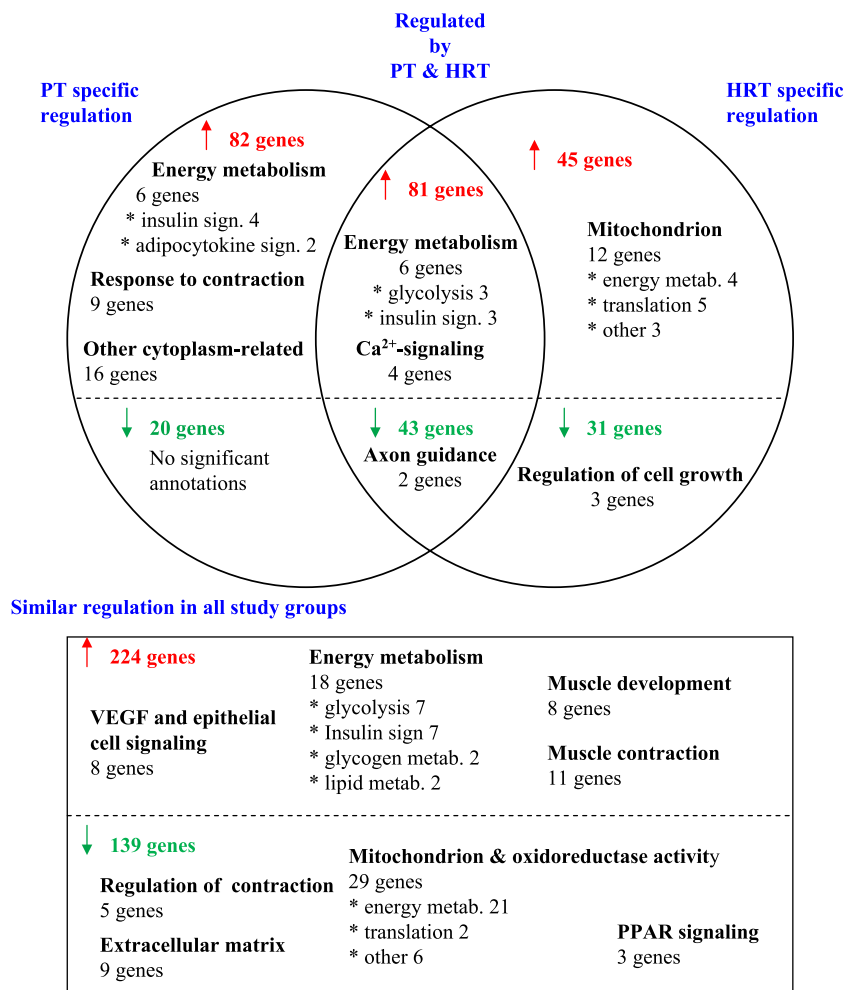 Regulated
by
PT & HRT
PT specific
regulation
HRT specific
regulation
↑ 82 genes
Energy metabolism
6 genes
* insulin sign. 4
* adipocytokine sign. 2
Response to contraction
9 genes
Other cytoplasm-related
16 genes
↑ 81 genes
Energy metabolism
6 genes
* glycolysis 3
* insulin sign. 3
Ca²⁺-signaling
4 genes
↑ 45 genes
Mitochondrion
12 genes
* energy metab. 4
* translation 5
* other 3
↓ 20 genes
No significant
annotations
↓ 43 genes
Axon guidance
2 genes
↓ 31 genes
Regulation of cell growth
3 genes
Similar regulation in all study groups
↑ 224 genes
VEGF and epithelial
cell signaling
8 genes
Energy metabolism
18 genes
* glycolysis 7
* Insulin sign 7
* glycogen metab. 2
* lipid metab. 2
Muscle development
8 genes
Muscle contraction
11 genes
↓ 139 genes
Regulation of contraction
5 genes
Extracellular matrix
9 genes
Mitochondrion & oxidoreductase activity
29 genes
* energy metab. 21
* translation 2
* other 6
PPAR signaling
3 genes